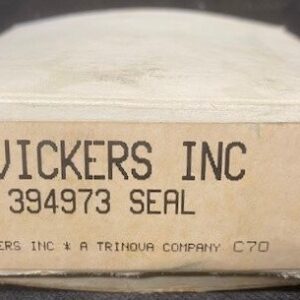 VICKERS INC
394973 SEAL
ERS INC * A TRINOVA COMPANY C70